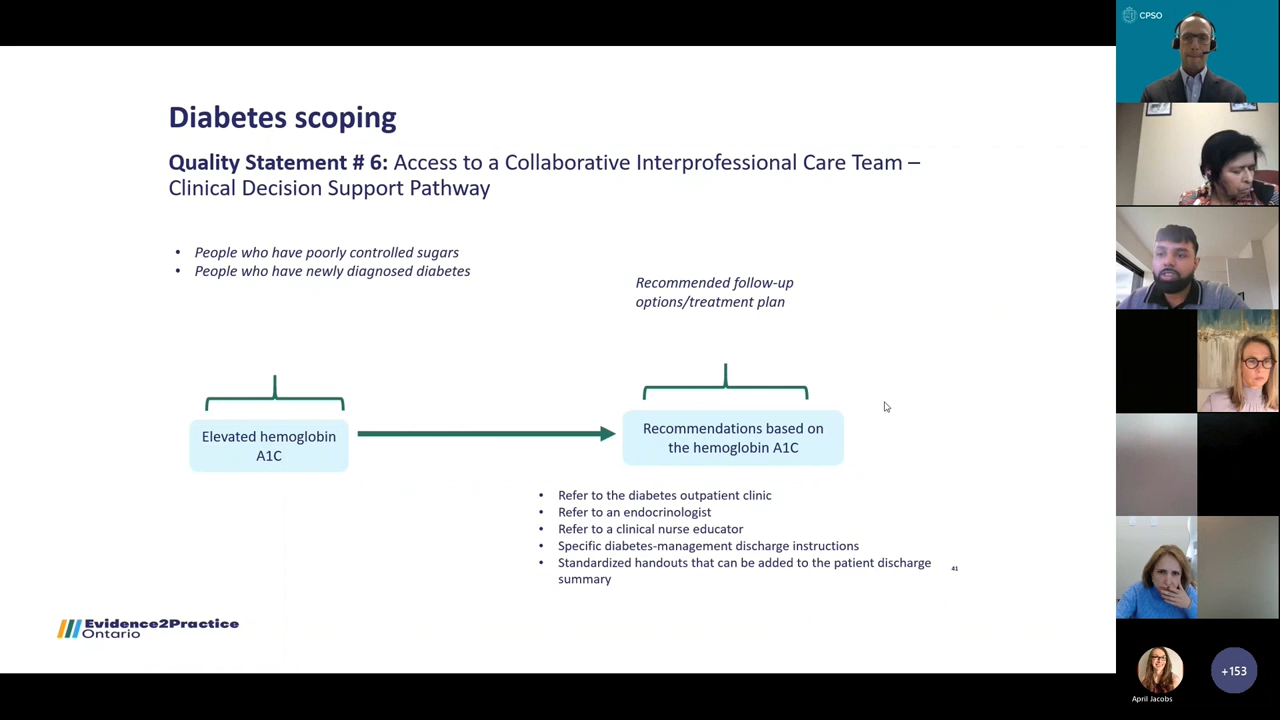 CPSO
Diabetes scoping
Quality Statement # 6: Access to a Collaborative Interprofessional Care Team –
Clinical Decision Support Pathway
• People who have poorly controlled sugars
• People who have newly diagnosed diabetes
Recommended follow-up
options/treatment plan
Elevated hemoglobin
A1C
Recommendations based on
the hemoglobin A1C
• Refer to the diabetes outpatient clinic
• Refer to an endocrinologist
• Refer to a clinical nurse educator
• Specific diabetes-management discharge instructions
• Standardized handouts that can be added to the patient discharge
summary
41
Evidence2Practice
Ontario
April Jacobs
+153